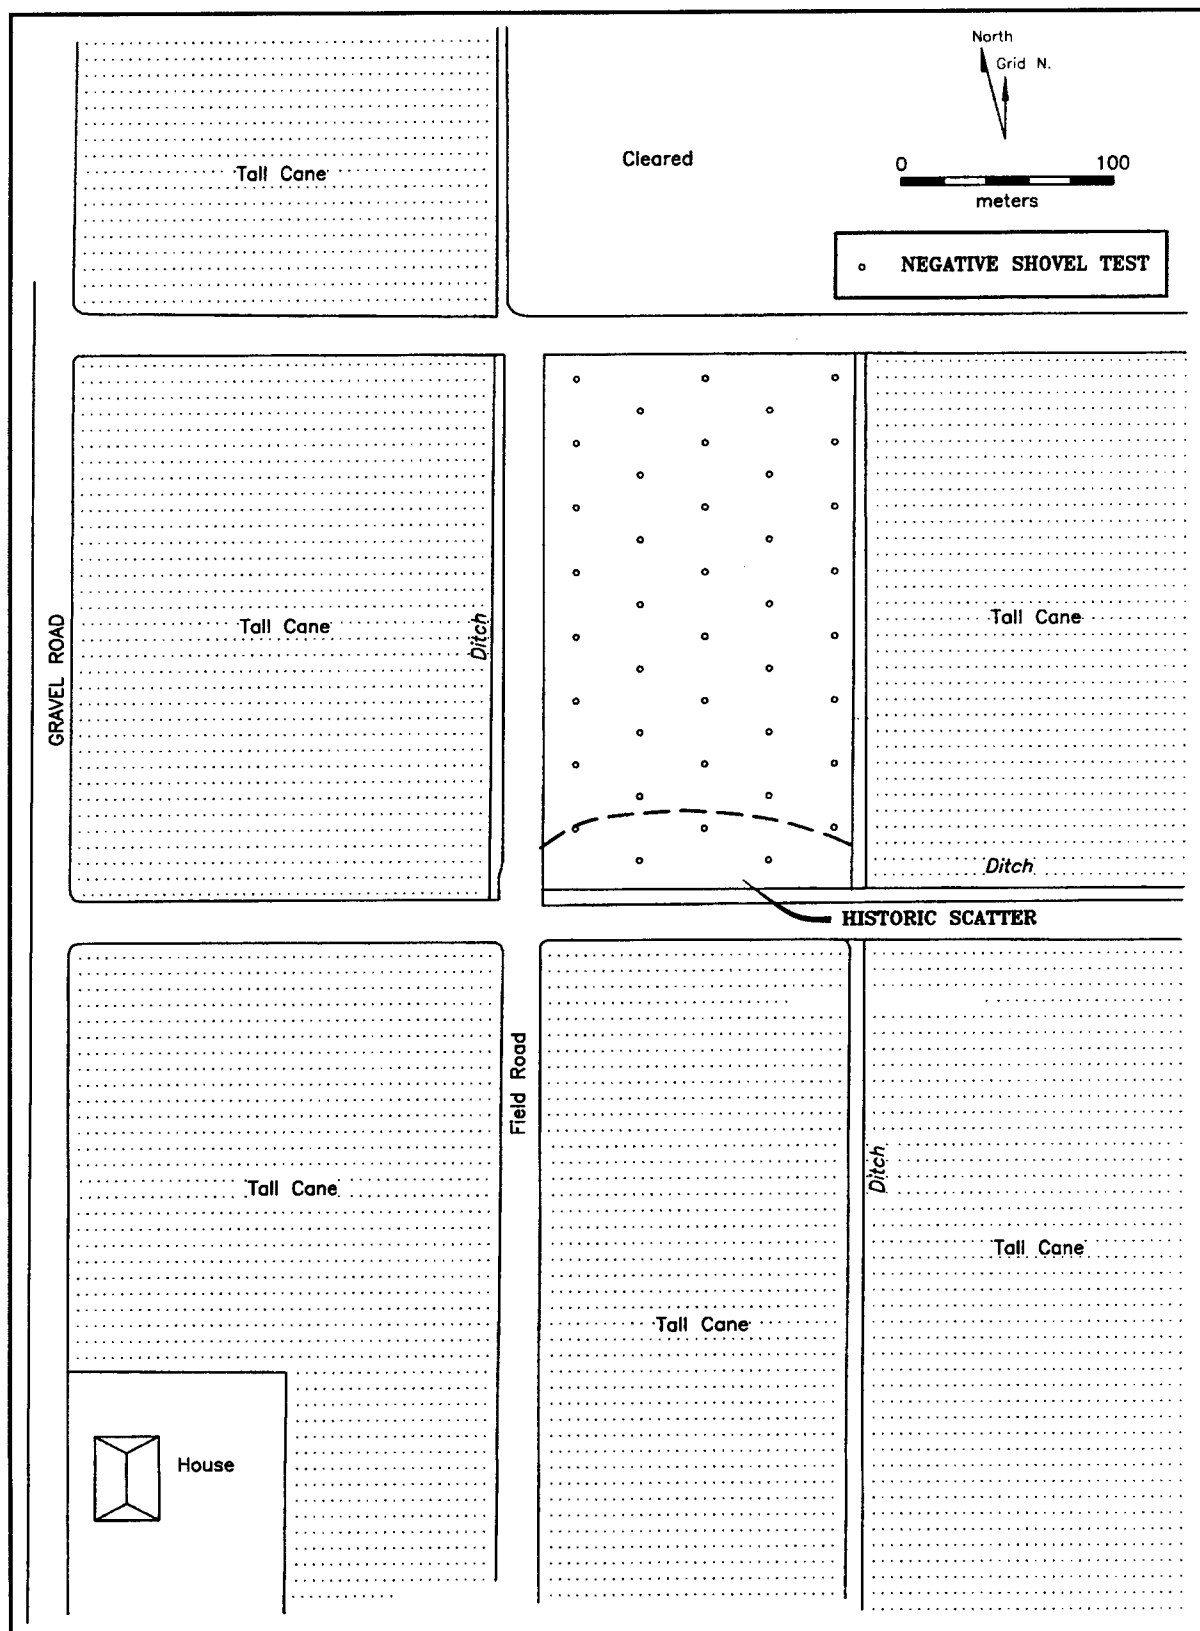 North
Grid N.
Cleared
Tall Cane
0 100
meters
NEGATIVE SHOVEL TEST
GRAVEL ROAD
Tall Cane
Ditch
Tall Cane
Ditch
HISTORIC SCATTER
Field Road
Tall Cane
Ditch
Tall Cane
Tall Cane
House